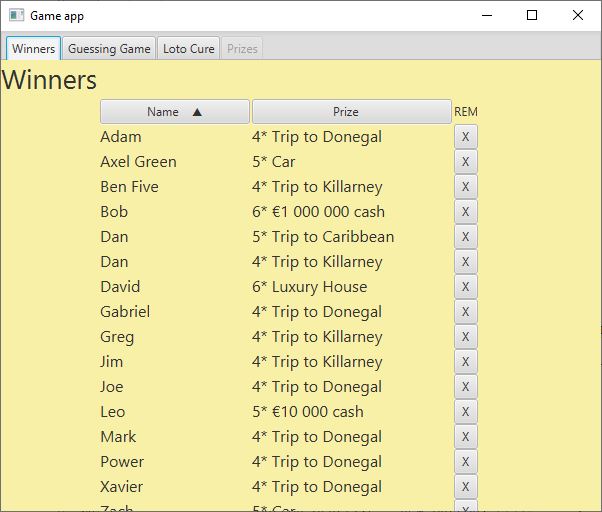 Game app
Winners Guessing Game Loto Cure Prizes
Winners
Name ▲ Prize REM
Adam 4* Trip to Donegal X
Axel Green 5* Car X
Ben Five 4* Trip to Killarney X
Bob 6* €1 000 000 cash X
Dan 5* Trip to Caribbean X
Dan 4* Trip to Killarney X
David 6* Luxury House X
Gabriel 4* Trip to Donegal X
Greg 4* Trip to Killarney X
Jim 4* Trip to Killarney X
Joe 4* Trip to Donegal X
Leo 5* €10 000 cash X
Mark 4* Trip to Donegal X
Power 4* Trip to Donegal X
Xavier 4* Trip to Donegal X
Zach 5* Car X